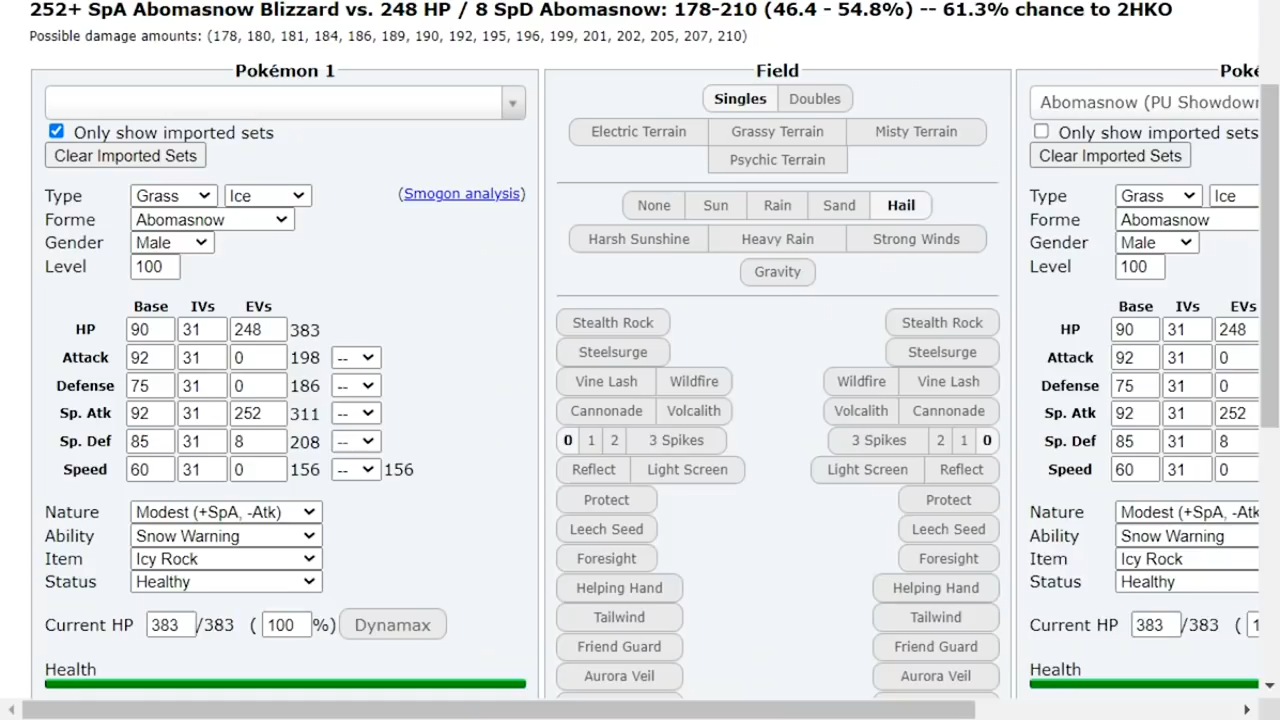 252+ SpA Abomasnow Blizzard vs. 248 HP / 8 SpD Abomasnow: 178-210 (46.4 - 54.8%) -- 61.3% chance to 2HKO
Possible damage amounts: (178, 180, 181, 184, 186, 189, 190, 192, 195, 196, 199, 201, 202, 205, 207, 210)
Pokémon 1
Only show imported sets
Clear Imported Sets
Type Grass Ice (Smogon analysis)
Forme Abomasnow
Gender Male
Level 100
Base IVs EVs
HP 90 31 248 383
Attack 92 31 0 198 --
Defense 75 31 0 186 --
Sp. Atk 92 31 252 311 --
Sp. Def 85 31 8 208 --
Speed 60 31 0 156 -- 156
Nature Modest (+SpA, -Atk)
Ability Snow Warning
Item Icy Rock
Status Healthy
Current HP 383 /383 ( 100 %) Dynamax
Health
Field
Singles Doubles
Electric Terrain Grassy Terrain Misty Terrain
Psychic Terrain
None Sun Rain Sand Hail
Harsh Sunshine Heavy Rain Strong Winds
Gravity
Stealth Rock Stealth Rock
Steelsurge Steelsurge
Vine Lash Wildfire Wildfire Vine Lash
Cannonade Volcalith Volcalith Cannonade
0 1 2 3 Spikes 3 Spikes 2 1 0
Reflect Light Screen Light Screen Reflect
Protect Protect
Leech Seed Leech Seed
Foresight Foresight
Helping Hand Helping Hand
Tailwind Tailwind
Friend Guard Friend Guard
Aurora Veil Aurora Veil
Abomasnow (PU
Only show imported sets
Clear Imported Sets
Type Grass Ice
Forme Abomasnow
Gender Male
Level 100
Base IVs EVs
HP 90 31 248
Attack 92 31 0
Defense 75 31 0
Sp. Atk 92 31 252
Sp. Def 85 31 8
Speed 60 31 0
Nature Modest (+SpA, -Atk
Ability Snow Warning
Item Icy Rock
Status Healthy
Current HP 383 /383 (
Health